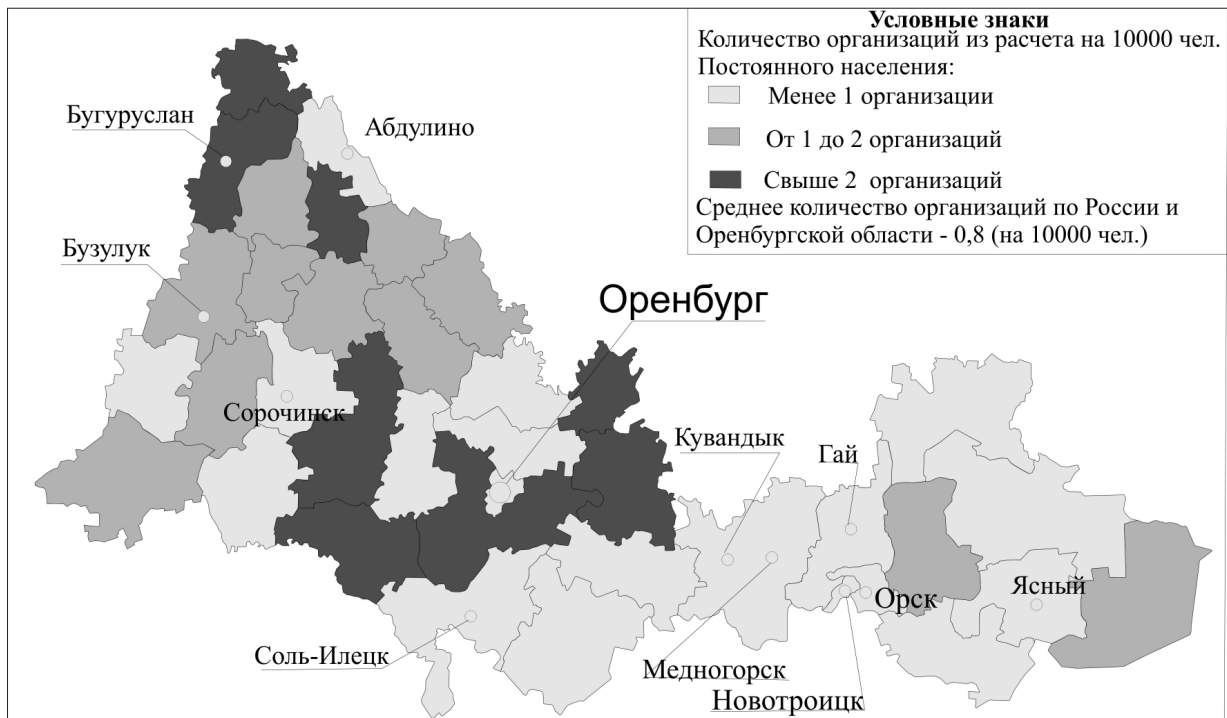 Условные знаки
Количество организаций из расчета на 10000 чел.
Постоянного населения:
Менее 1 организации
От 1 до 2 организаций
Свыше 2 организаций
Среднее количество организаций по России и
Оренбургской области - 0,8 (на 10000 чел.)
Бугуруслан
Абдулино
Бузулук
Оренбург
Сорочинск
Кувандык
Гай
Ясный
Орск
Соль-Илецк
Медногорск
Новотроицк